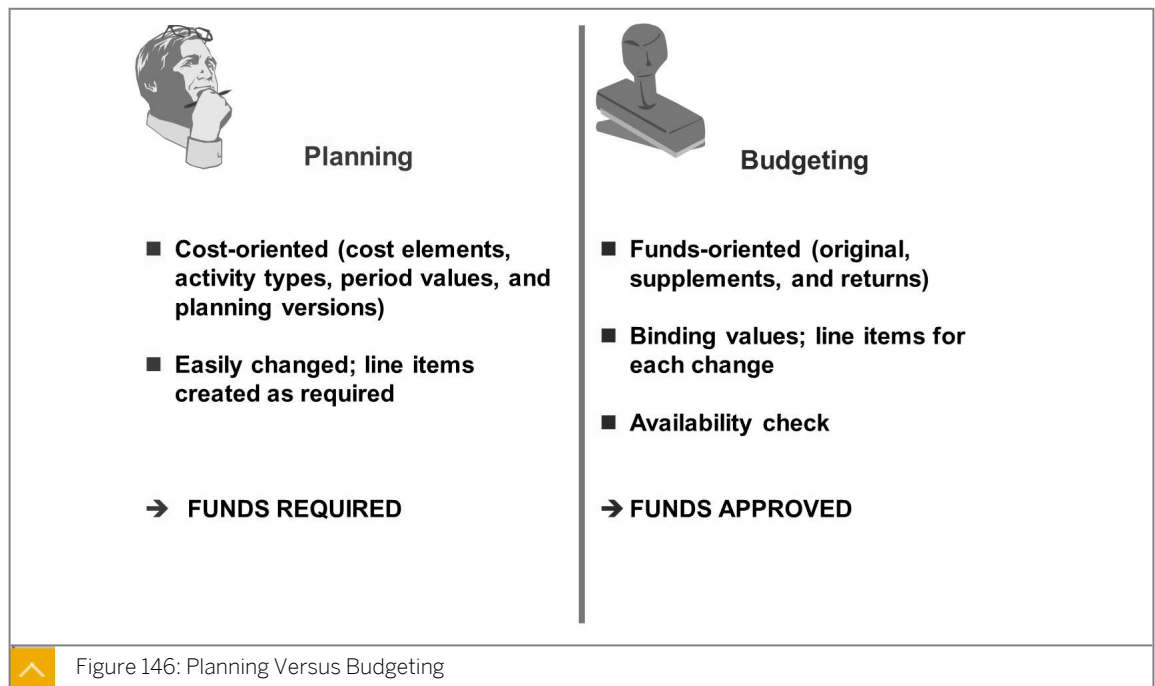 Planning
■ Cost-oriented (cost elements,
activity types, period values, and
planning versions)
■ Easily changed; line items
created as required
➔ FUNDS REQUIRED
Budgeting
■ Funds-oriented (original,
supplements, and returns)
■ Binding values; line items for
each change
■ Availability check
➔ FUNDS APPROVED
Figure 146: Planning Versus Budgeting